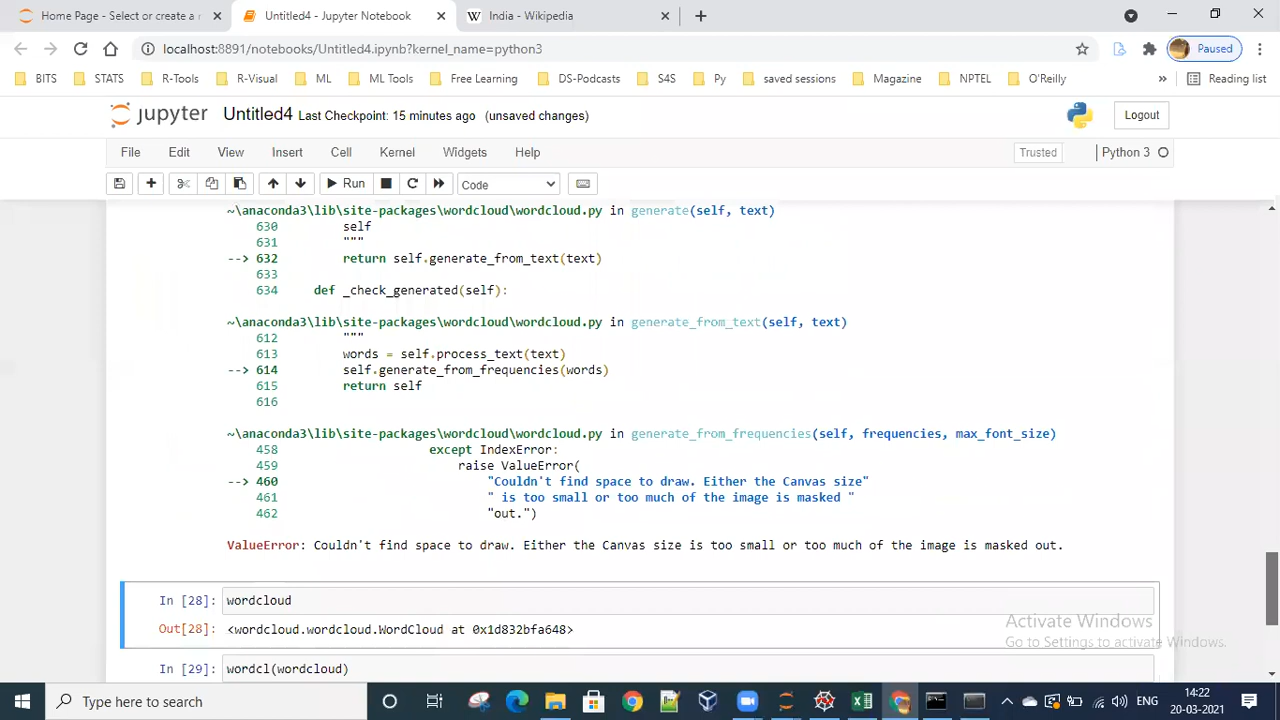 Home Page - Select or create a r
Untitled4 - Jupyter Notebook
India - Wikipedia
localhost:8891/notebooks/Untitled4.ipynb?kernel_name=python3
Paused
BITS
STATS
R-Tools
R-Visual
ML
ML Tools
Free Learning
DS-Podcasts
S4S
Py
saved sessions
Magazine
NPTEL
O'Reilly
»
Reading list
jupyter Untitled4 Last Checkpoint: 15 minutes ago (unsaved changes)
Logout
File Edit View Insert Cell Kernel Widgets Help
Trusted
Python 3
Run
Code
~\anaconda3\lib\site-packages\wordcloud\wordcloud.py in generate(self, text)
630 self
631 """
--> 632 return self.generate_from_text(text)
633
634 def _check_generated(self):
~\anaconda3\lib\site-packages\wordcloud\wordcloud.py in generate_from_text(self, text)
612 """
613 words = self.process_text(text)
--> 614 self.generate_from_frequencies(words)
615 return self
616
~\anaconda3\lib\site-packages\wordcloud\wordcloud.py in generate_from_frequencies(self, frequencies, max_font_size)
458 except IndexError:
459 raise ValueError(
--> 460 "Couldn't find space to draw. Either the Canvas size"
461 " is too small or too much of the image is masked "
462 "out.")
ValueError: Couldn't find space to draw. Either the Canvas size is too small or too much of the image is masked out.
In [28]: wordcloud
Out[28]: <wordcloud.wordcloud.WordCloud at 0x1d832bfa648>
Activate Windows
Go to Settings to activate Windows.
In [29]: wordcl(wordcloud)
Type here to search
ENG
14:22
20-03-2021